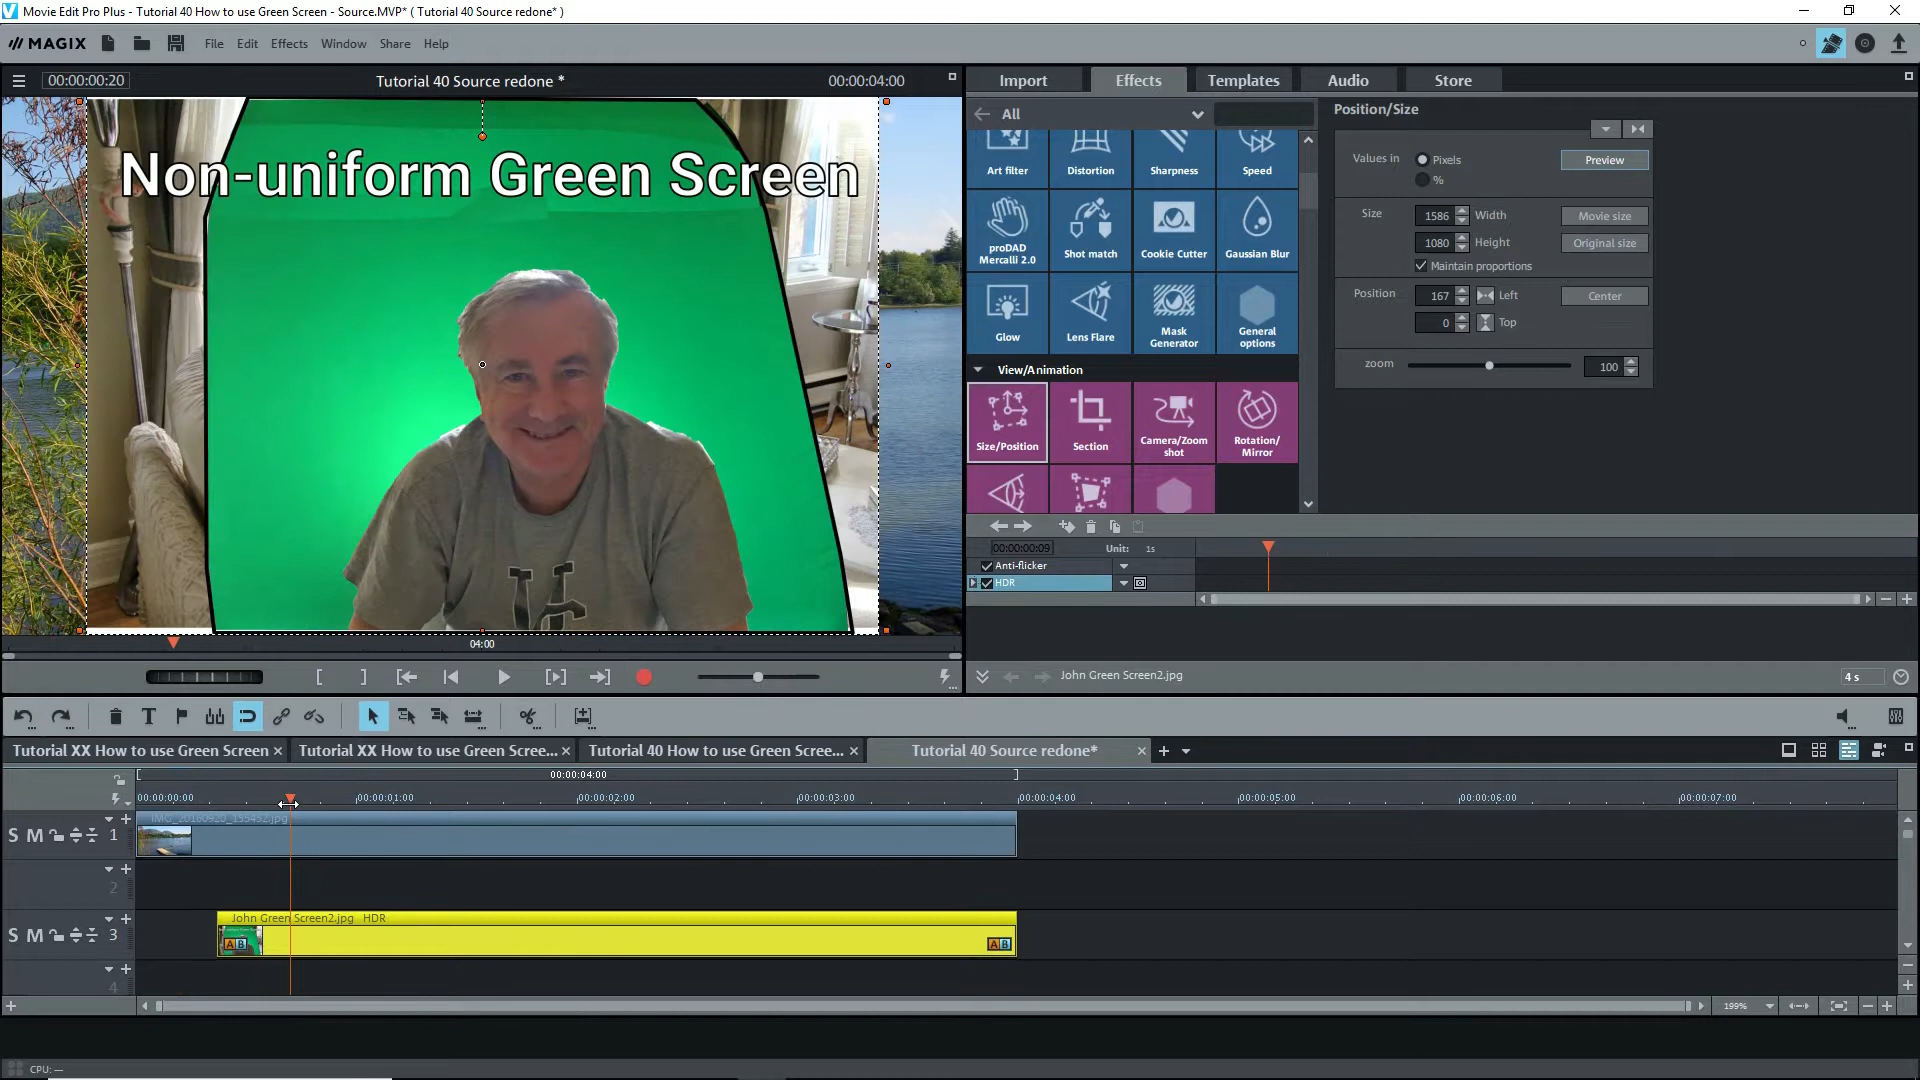 Movie Edit Pro Plus - Tutorial 40 How to use Green Screen - Source.MVP* ( Tutorial 40 Source redone* )
MAGIX File Edit Effects Window Share Help
00:00:00:20 Tutorial 40 Source redone * 00:00:04:00
Non-uniform Green Screen
04:00
Import Effects Templates Audio Store
All
Art filter Distortion Sharpness Speed
proDAD Mercalli 2.0 Shot match Cookie Cutter Gaussian Blur
Glow Lens Flare Mask Generator General options
View/Animation
Size/Position Section Camera/Zoom shot Rotation/ Mirror
Position/Size
Values in Pixels Preview
%
Size 1586 Width Movie size
1080 Height Original size
Maintain proportions
Position 167 Left Center
0 Top
zoom 100
00:00:00:09 Unit: 1s
Anti-flicker
HDR
John Green Screen2.jpg 4 s
Tutorial XX How to use Green Screen × Tutorial XX How to use Green Scree... × Tutorial 40 How to use Green Scree... × Tutorial 40 Source redone* ×
00:00:04:00
00:00:00:00 00:00:01:00 00:00:02:00 00:00:03:00 00:00:04:00 00:00:05:00 00:00:06:00 00:00:07:00
IMG_20160920_155452.jpg
S M 1
2
John Green Screen2.jpg HDR
S M 3
A B A B
4
199%
CPU: —